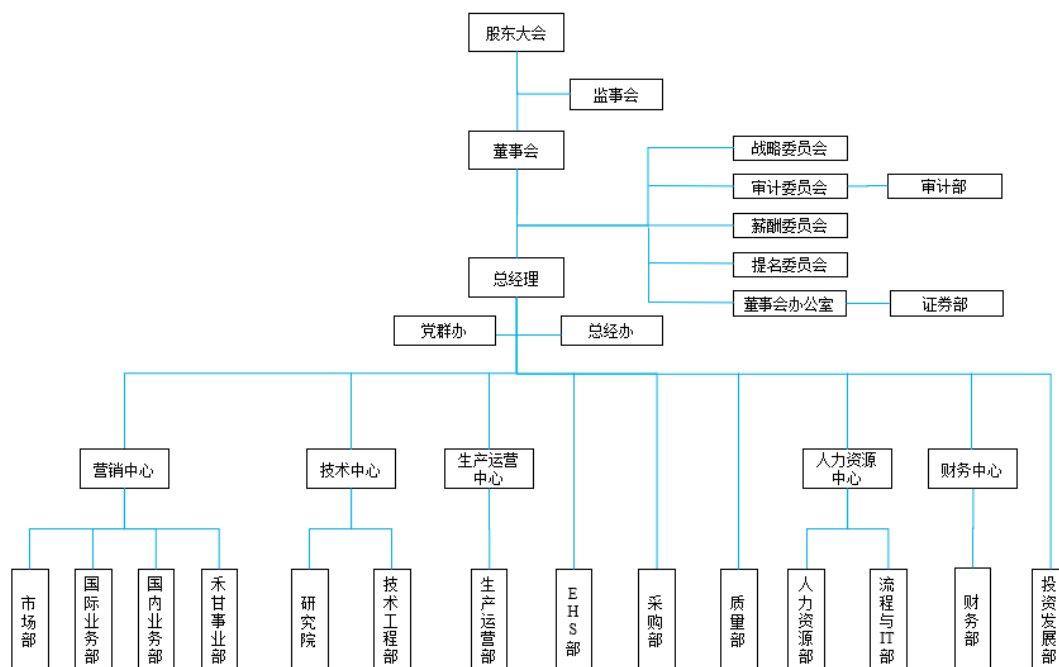 股东大会
监事会
董事会
战略委员会
审计委员会
审计部
薪酬委员会
提名委员会
总经理
董事会办公室
证券部
党群办
总经办
营销中心
技术中心
生产运营
中心
人力资源
中心
财务中心
市场部
国际业务部
国内业务部
禾甘事业部
研究院
技术工程部
生产运营部
EHS部
采购部
质量部
人力资源部
流程与IT部
财务部
投资发展部